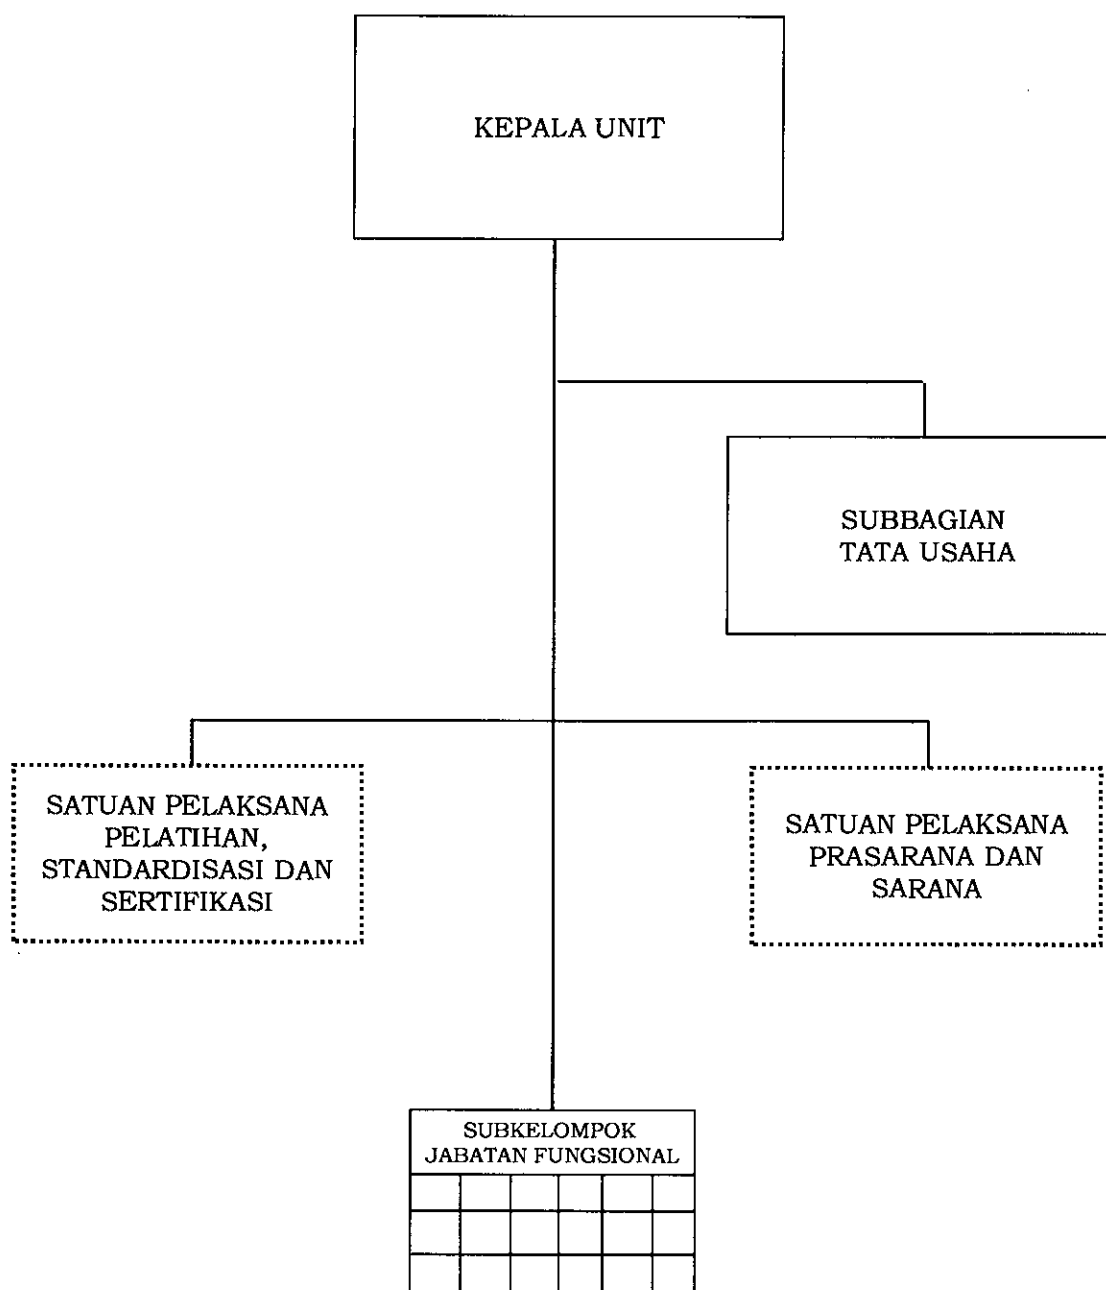 KEPALA UNIT
SUBBAGIAN
TATA USAHA
SATUAN PELAKSANA
PELATIHAN,
STANDARDISASI DAN
SERTIFIKASI
SATUAN PELAKSANA
PRASARANA DAN
SARANA
SUBKELOMPOK
JABATAN FUNGSIONAL